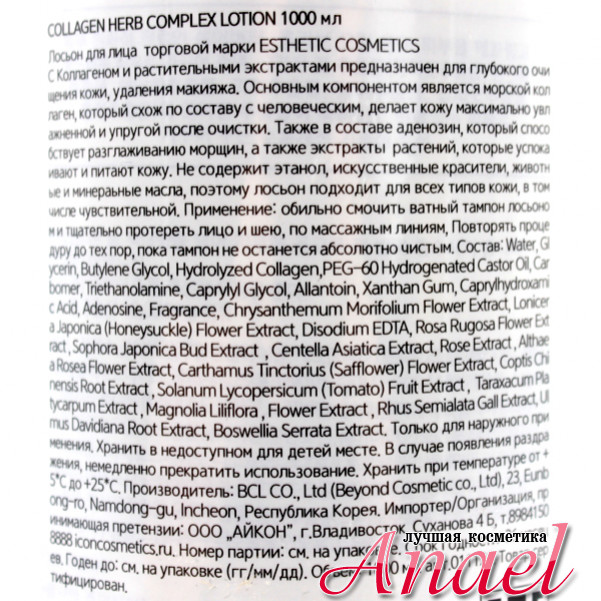 COLLAGEN HERB COMPLEX LOTION 1000 мл
Лосьон для лица торговой марки ESTHETIC COSMETICS
С Коллагеном и растительными экстрактами предназначен для глубокого очи
щения кожи, удаления макияжа. Основным компонентом является морской кол
лаген, который схож по составу с человеческим, делает кожу максимально увл
ажненной и упругой после очистки. Также в составе аденозин, который спосо
бствует разглаживанию морщин, а также экстракты растений, которые успока
ивают и питают кожу. Не содержит этанол, искусственные красители, животн
ые и минеральные масла, поэтому лосьон подходит для всех типов кожи, в том
числе чувствительной. Применение: обильно смочить ватный тампон лосьоно
м и тщательно протереть лицо и шею, по массажным линиям, Повторять проце
дуру до тех пор, пока тампон не останется абсолютно чистым. Состав: Water, Gl
ycerin, Butylene Glycol, Hydrolyzed Collagen,PEG-60 Hydrogenated Castor Oil, Car
bomer, Triethanolamine, Caprylyl Glycol, Allantoin, Xanthan Gum, Caprylhydroxami
c Acid, Adenosine, Fragrance, Chrysanthemum Morifolium Flower Extract, Lonicer
a Japonica (Honeysuckle) Flower Extract, Disodium EDTA, Rosa Rugosa Flower Ext
ract , Sophora Japonica Bud Extract , Centella Asiatica Extract, Rose Extract , Althae
a Rosea Flower Extract, Carthamus Tinctorius (Safflower) Flower Extract, Coptis Chi
nensis Root Extract , Solanum Lycopersicum (Tomato) Fruit Extract , Taraxacum Pla
tycarpum Extract , Magnolia Liliflora , Flower Extract , Rhus Semialata Gall Extract, Ul
mus Davidiana Root Extract, Boswellia Serrata Extract. Только для наружного при
менения. Хранить в недоступном для детей месте. В случае появления раздра
жения, немедленно прекратить использование. Хранить при температуре от +
5°C до +25°C. Производитель: BCL CO., Ltd (Beyond Cosmetic co., Ltd), 23, Eunb
ong-ro, Namdong-gu, Incheon, Республика Корея. Импортер/Организация, пр
инимающая претензии: ООО "АЙКОН", г.Владивосток, Суханова 4 Б, т,8984150
8888 iconcosmetics.ru. Номер партии: см. на упаковке. Срок годности:
ев. Годен до: см. на упаковке (гг/мм/дд).
тифицирован.
лучшая косметика
Anael